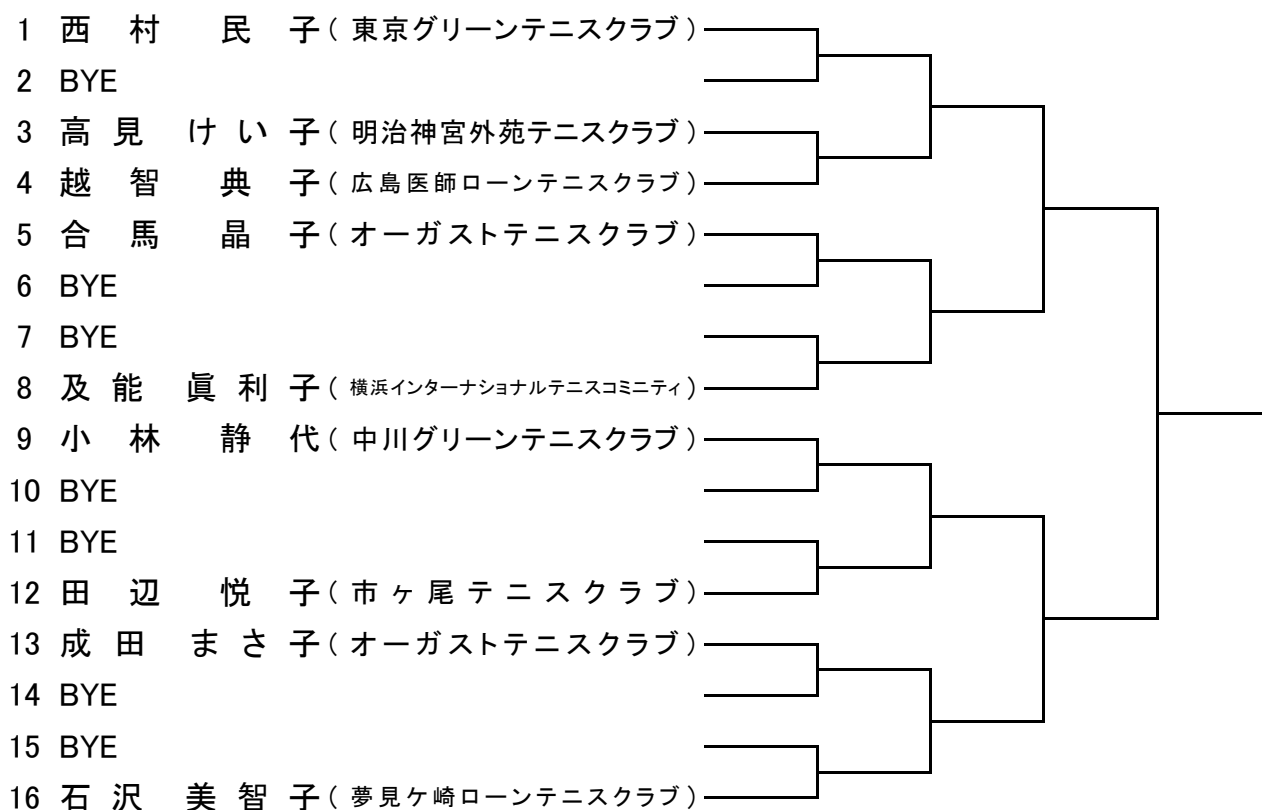 1 西村 民子(東京グリーンテニスクラブ)
2 BYE
3 高見 けい子(明治神宮外苑テニスクラブ)
4 越智 典子(広島医師ローンテニスクラブ)
5 合馬 晶子(オーガストテニスクラブ)
6 BYE
7 BYE
8 及能 眞利子(横浜インターナショナルテニスコミニティ)
9 小林 静代(中川グリーンテニスクラブ)
10 BYE
11 BYE
12 田辺 悦子(市ヶ尾テニスクラブ)
13 成田 まさ子(オーガストテニスクラブ)
14 BYE
15 BYE
16 石沢 美智子(夢見ケ崎ローンテニスクラブ)